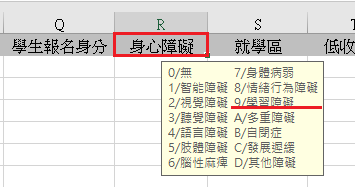 Q R S
學生報名身分 身心障礙 就學區 低收
0/無 7/身體病弱
1/智能障礙 8/情緒行為障礙
2/視覺障礙 9/學習障礙
3/聽覺障礙 A/多重障礙
4/語言障礙 B/自閉症
5/肢體障礙 C/發展遲緩
6/腦性麻痺 D/其他障礙